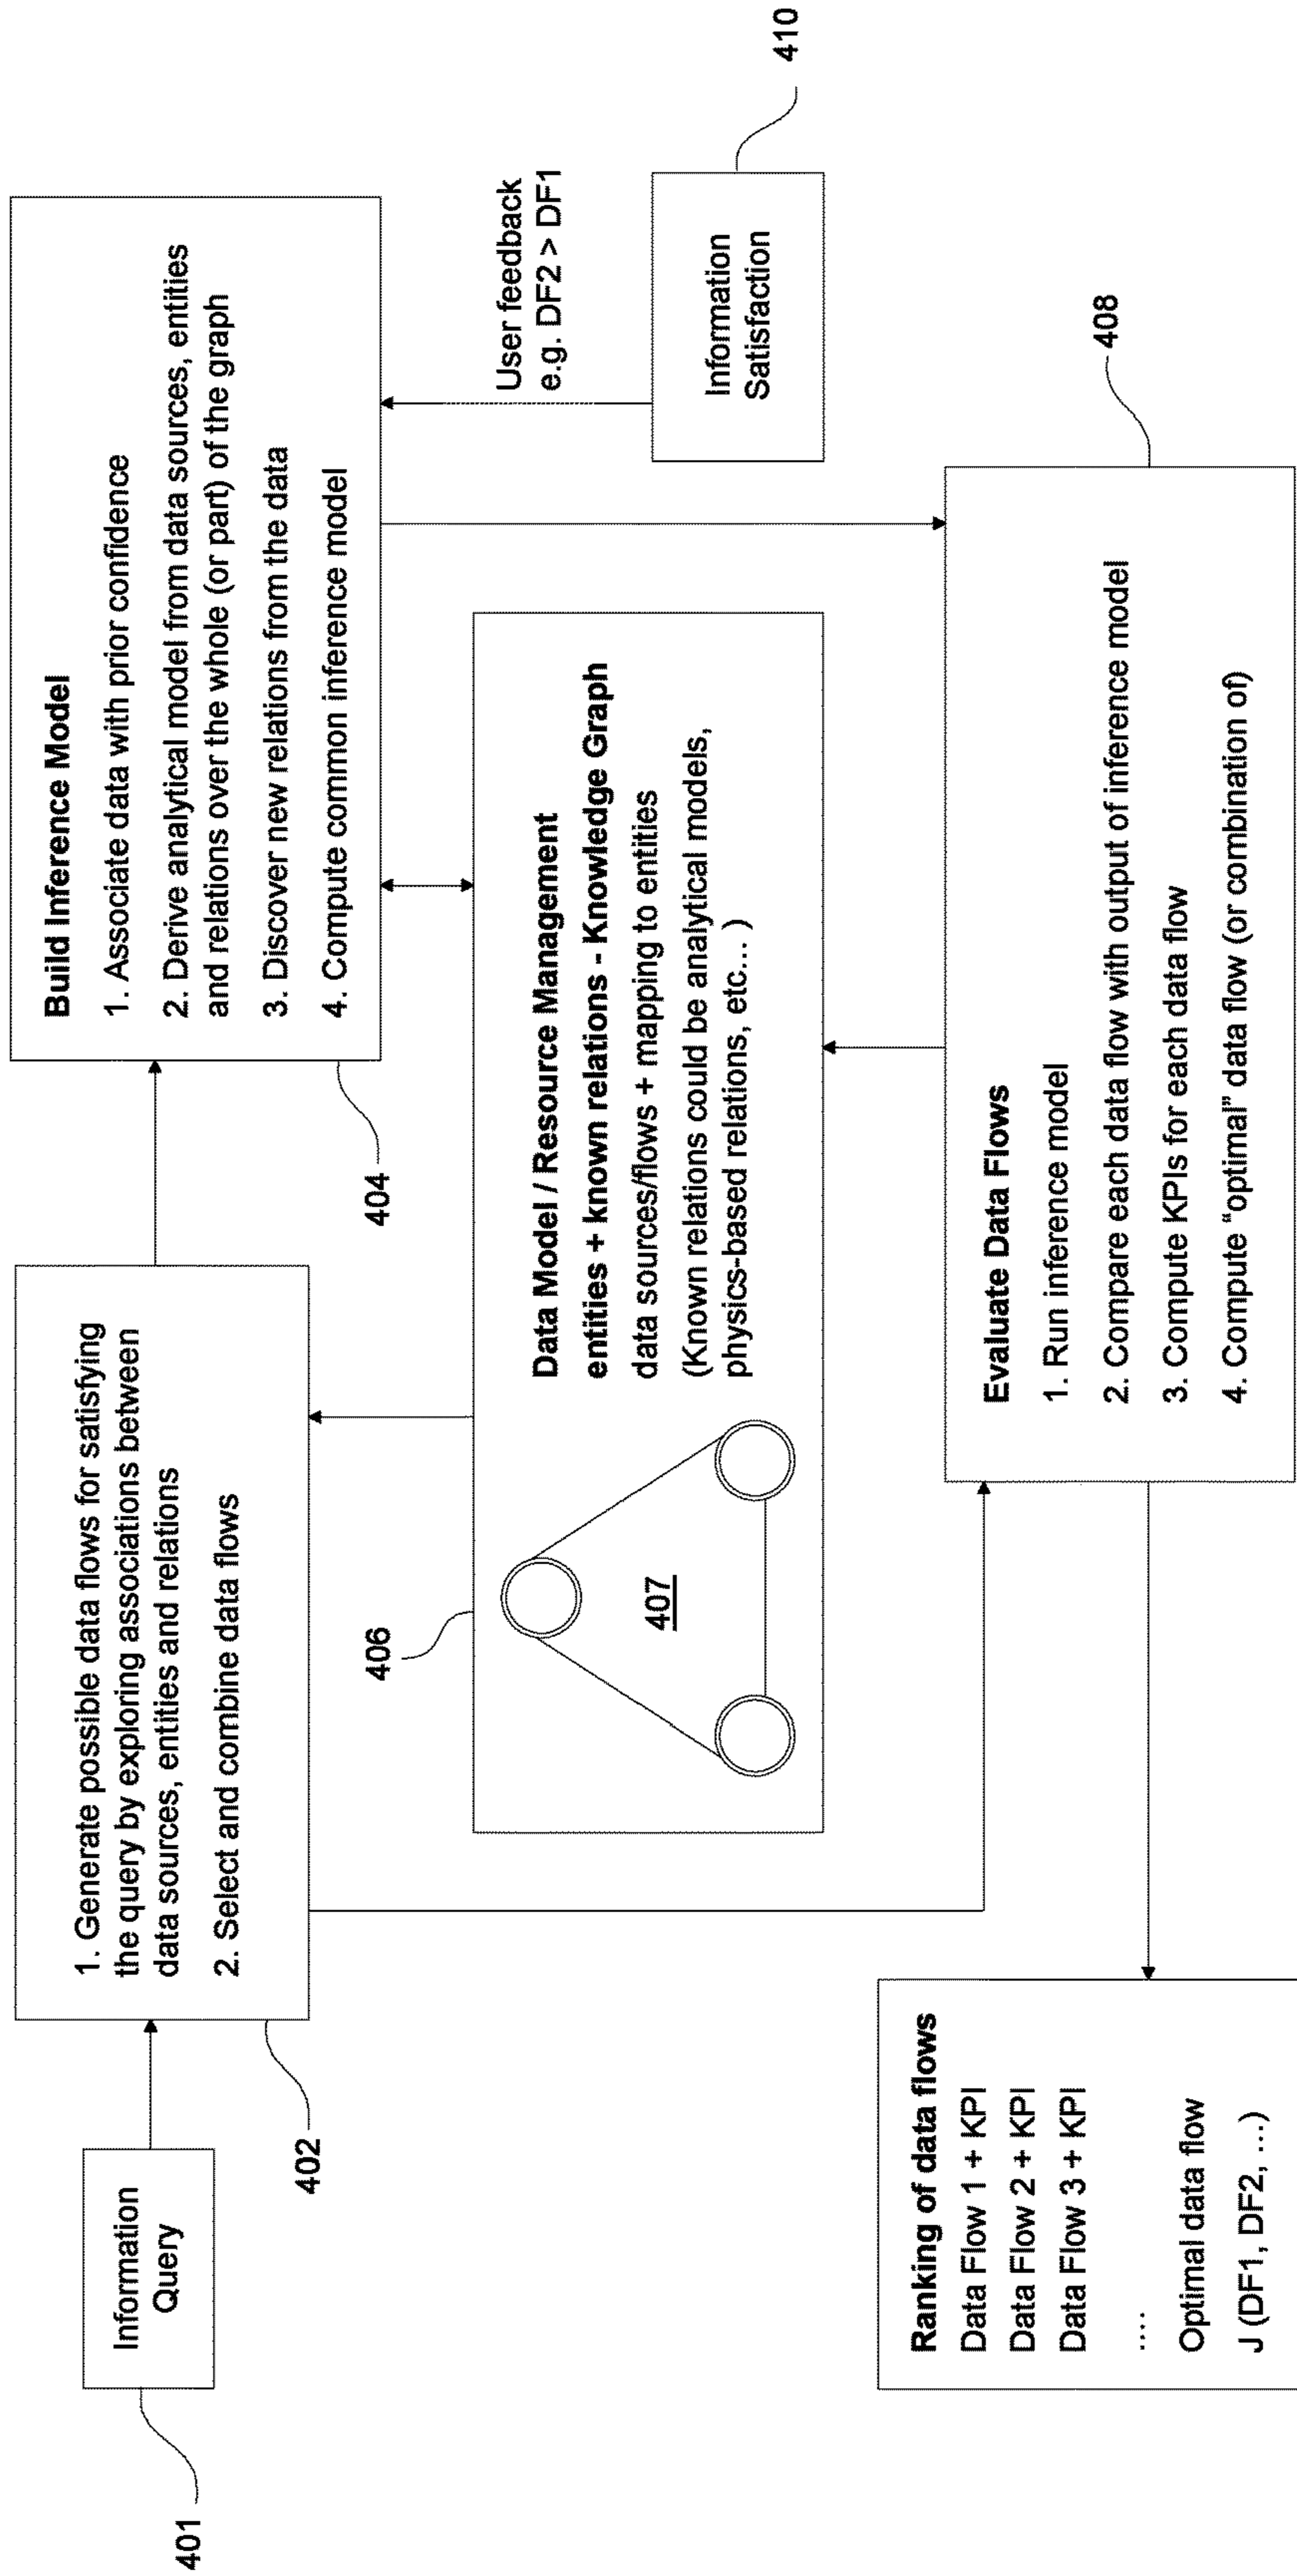 Information
Query
401
1. Generate possible data flows for satisfying
the query by exploring associations between
data sources, entities and relations
2. Select and combine data flows
402
Build Inference Model
1. Associate data with prior confidence
2. Derive analytical model from data sources, entities
and relations over the whole (or part) of the graph
3. Discover new relations from the data
4. Compute common inference model
404
406
407
Data Model / Resource Management
entities + known relations - Knowledge Graph
data sources/flows + mapping to entities
(Known relations could be analytical models,
physics-based relations, etc... )
User feedback
e.g. DF2 > DF1
Information
Satisfaction
410
Ranking of data flows
Data Flow 1 + KPI
Data Flow 2 + KPI
Data Flow 3 + KPI
....
Optimal data flow
J (DF1, DF2, ...)
Evaluate Data Flows
1. Run inference model
2. Compare each data flow with output of inference model
3. Compute KPIs for each data flow
4. Compute “optimal” data flow (or combination of)
408